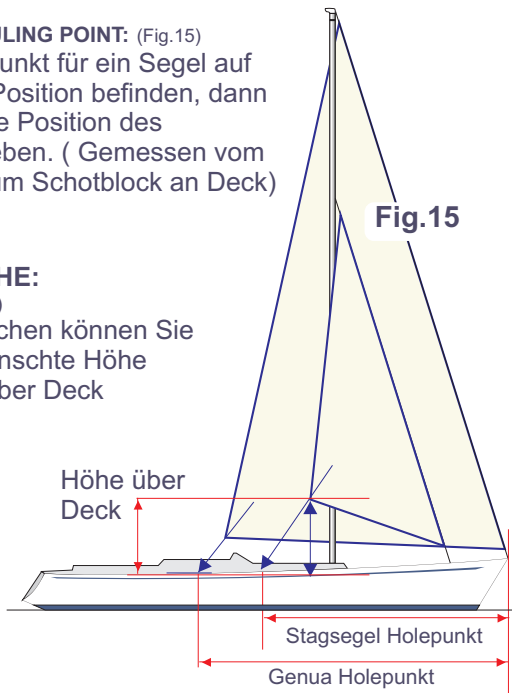 LING POINT: (Fig.15)
unkt für ein Segel auf
Position befinden, dann
e Position des
eben. ( Gemessen vom
um Schotblock an Deck)
Fig.15
HE:
)
chen können Sie
nschte Höhe
ber Deck
Höhe über
Deck
Stagsegel Holepunkt
Genua Holepunkt